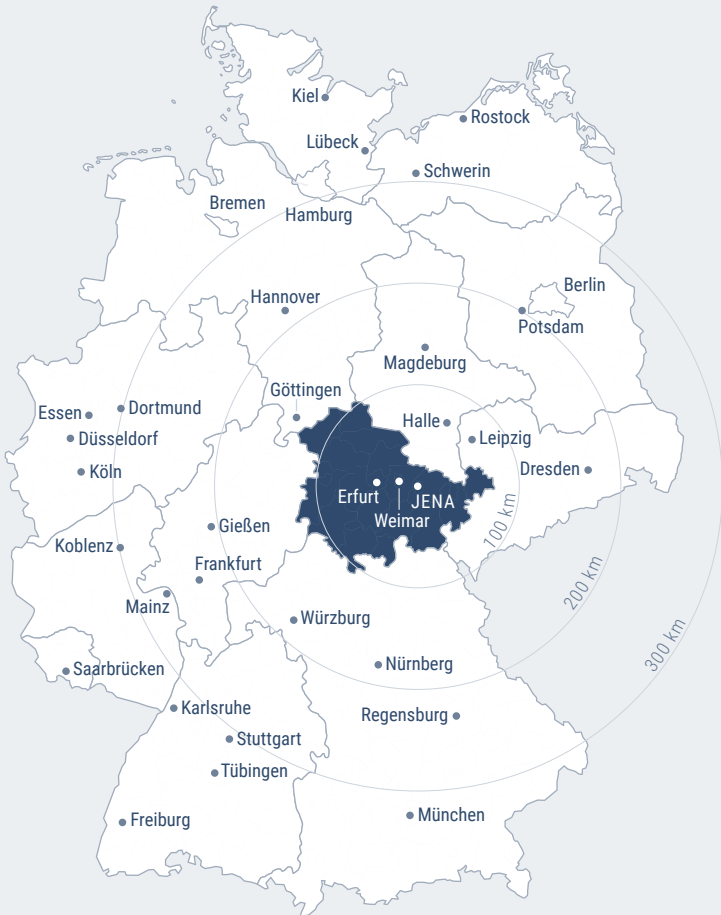 Kiel
Rostock
Lübeck
Schwerin
Bremen
Hamburg
Berlin
Hannover
Potsdam
Magdeburg
Göttingen
Essen
Dortmund
Halle
Leipzig
Düsseldorf
Köln
Dresden
Erfurt
JENA
Weimar
100 km
Gießen
Koblenz
Frankfurt
200 km
Mainz
Würzburg
300 km
Saarbrücken
Nürnberg
Karlsruhe
Regensburg
Stuttgart
Tübingen
Freiburg
München